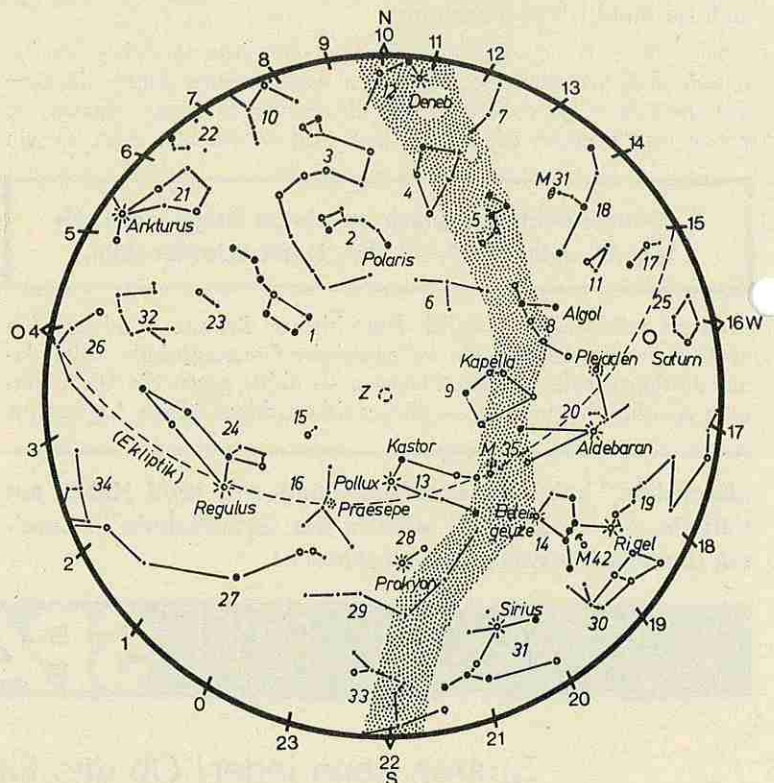 N
9 10 11
8 12
7 13
6 14
5 15
O 4 16 W
3 17
2 18
1 19
0 20
23 21
22
S
12
Deneb
10
7
22
3
M 31
21
4
18
Arkturus
5
2
17
Polaris
11
25
6
Algol
32
23
26
1
8
Saturn
Plejaden
Kapella
Z
9
20
15
24
Kastor
M 35
Aldebaran
(Ekliptik)
Pollux
13
16
34
Regulus
Praesepe
Betei
geuze
19
14
Rigel
28
M42
Prokyon
27
29
30
Sirius
31
33